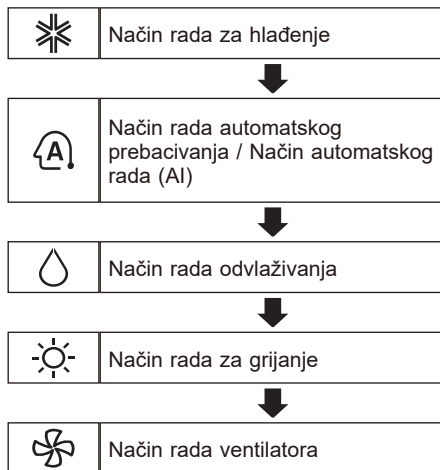 Način rada za hlađenje
A
Način rada automatskog
prebacivanja / Način automatskog
rada (AI)
Način rada odvlaživanja
Način rada za grijanje
Način rada ventilatora